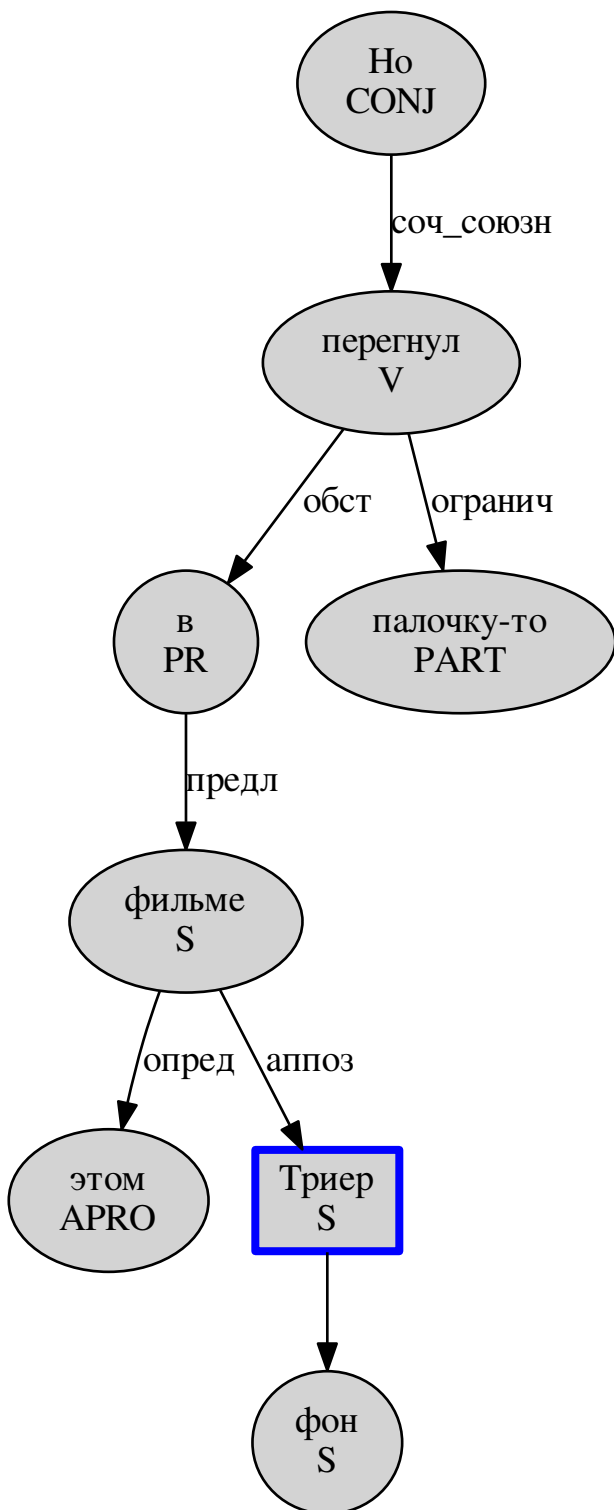 Но
CONJ
соч_союзн
перегнул
V
обст
огранич
в
PR
палочку-то
PART
предл
фильме
S
опред
аппоз
этом
APRO
Триер
S
фон
S